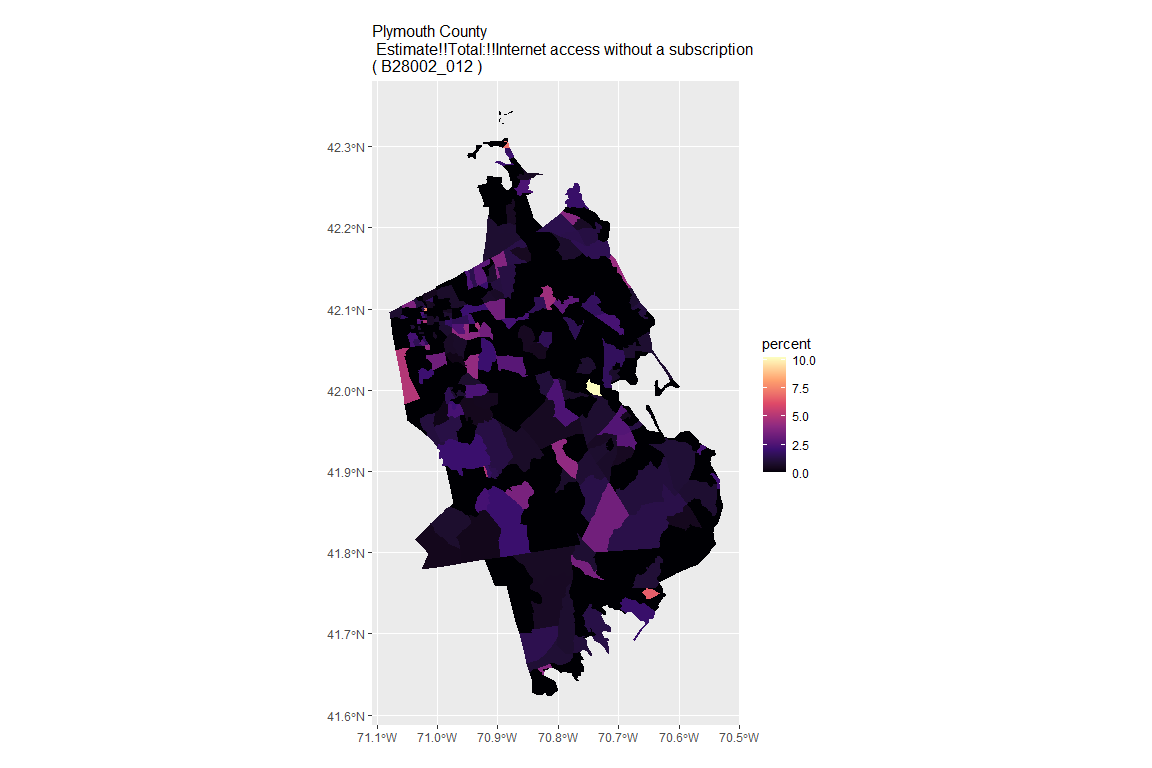 Plymouth County
Estimate!!Total:!!Internet access without a subscription
( B28002_012 )
42.3°N
42.2°N
42.1°N
42.0°N
41.9°N
41.8°N
41.7°N
41.6°N
71.1°W 71.0°W 70.9°W 70.8°W 70.7°W 70.6°W 70.5°W
percent
10.0
7.5
5.0
2.5
0.0